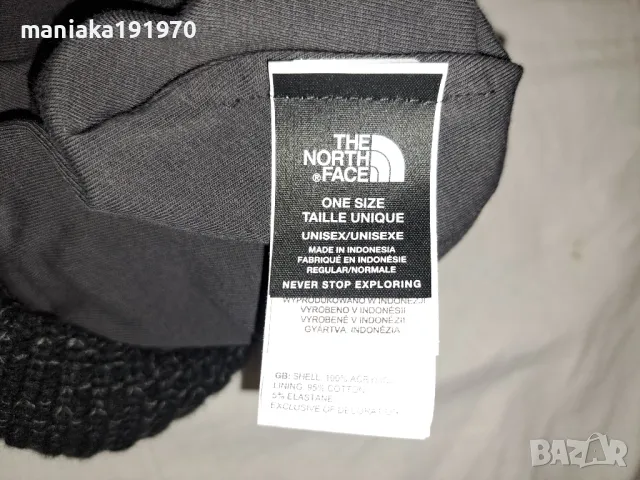 maniaka191970
THE
NORTH
FACE
®
ONE SIZE
TAILLE UNIQUE
UNISEX/UNISEXE
MADE IN INDONESIA
FABRIQUÉ EN INDONÉSIE
REGULAR/NORMALE
NEVER STOP EXPLORING
WYPRODUKOWANO W INDONEZJI
VYROBENO V INDONÉSII
VYROBENÉ V INDONÉZII
GYÁRTVA: INDONÉZIA
GB: SHELL: 100% ACRYLIC
LINING: 95% COTTON
5% ELASTANE
EXCLUSIVE OF DECORATION
BAZAR
bg